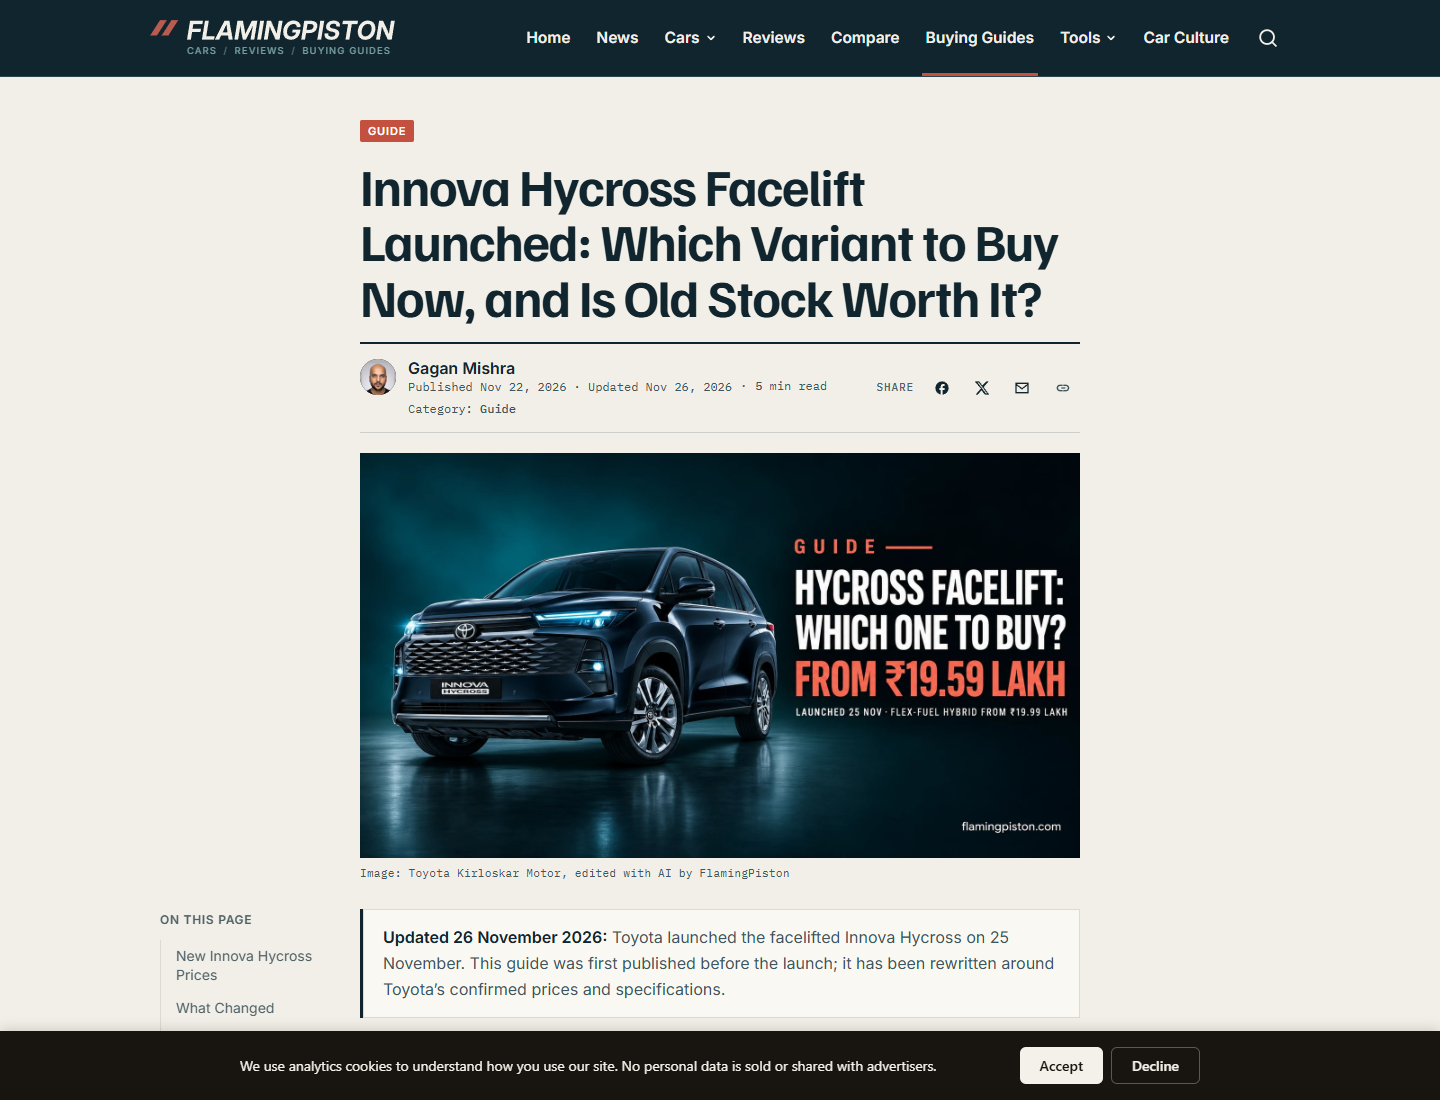 FLAMINGPISTON
CARS / REVIEWS / BUYING GUIDES
Home News Cars Reviews Compare Buying Guides Tools Car Culture
GUIDE
Innova Hycross Facelift
Launched: Which Variant to Buy
Now, and Is Old Stock Worth It?
Gagan Mishra
Published Nov 22, 2026 · Updated Nov 26, 2026 · 5 min read
Category: Guide
SHARE
GUIDE
HYCROSS FACELIFT:
WHICH ONE TO BUY?
FROM ₹19.59 LAKH
LAUNCHED 25 NOV · FLEX-FUEL HYBRID FROM ₹19.99 LAKH
INNOVA
HYCROSS
flamingpiston.com
Image: Toyota Kirloskar Motor, edited with AI by FlamingPiston
ON THIS PAGE
New Innova Hycross
Prices
What Changed
Updated 26 November 2026: Toyota launched the facelifted Innova Hycross on 25
November. This guide was first published before the launch; it has been rewritten around
Toyota’s confirmed prices and specifications.
We use analytics cookies to understand how you use our site. No personal data is sold or shared with advertisers.
Accept
Decline